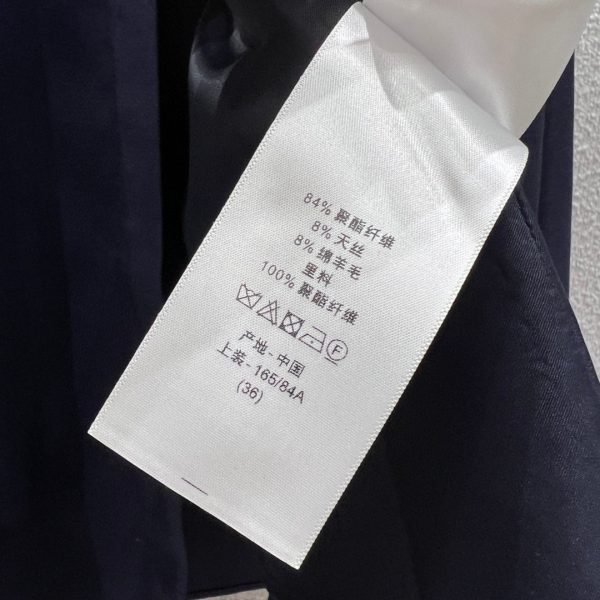 84% 聚酯纤维
8% 天丝
8% 绵羊毛
里料
100% 聚酯纤维
F
产地-中国
上装-165/84A
(36)